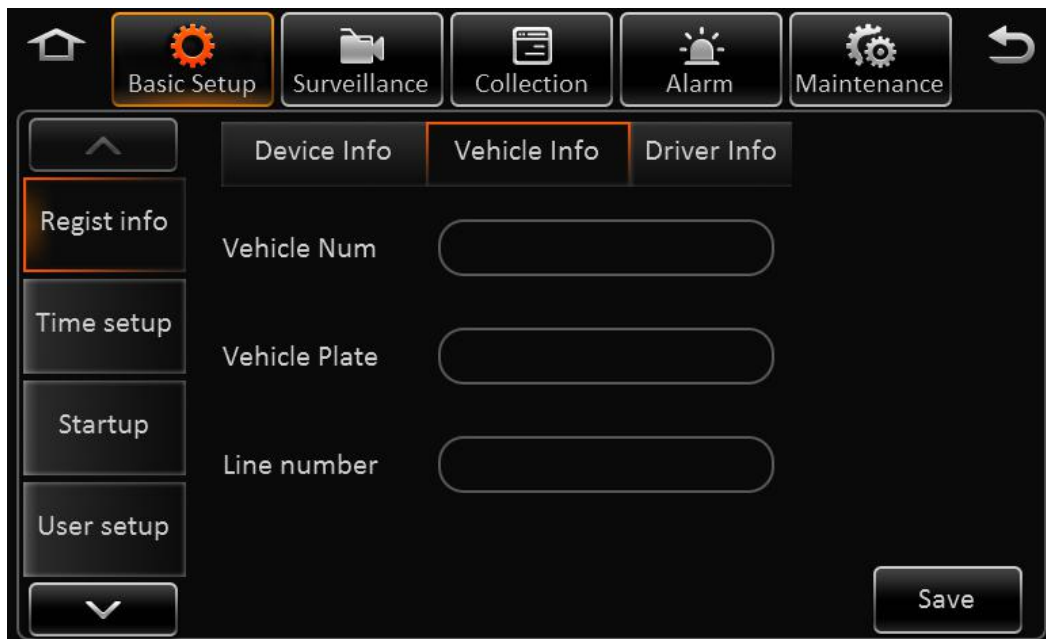 Basic Setup
Surveillance
Collection
Alarm
Maintenance
Device Info
Vehicle Info
Driver Info
Regist info
Time setup
Startup
User setup
Vehicle Num
Vehicle Plate
Line number
Save